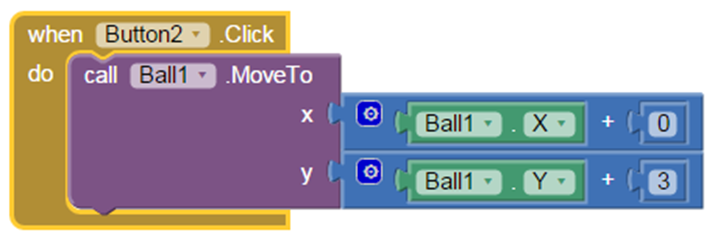 when Button2 .Click
do call Ball1 .MoveTo
x Ball1 . X + 0
y Ball1 . Y + 3